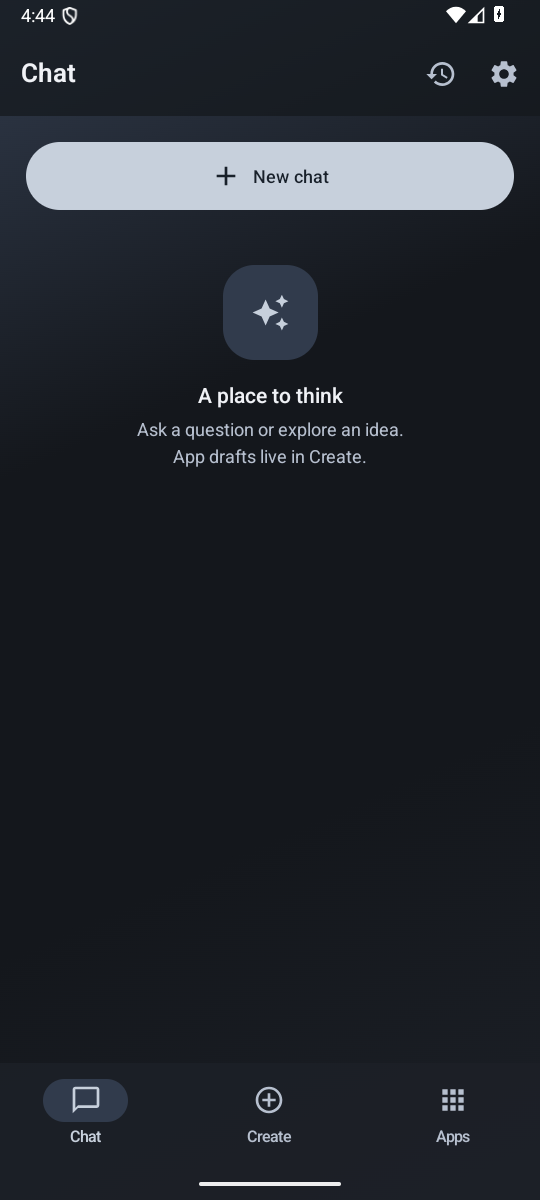 4:44
Chat
New chat
A place to think
Ask a question or explore an idea.
App drafts live in Create.
Chat
Create
Apps